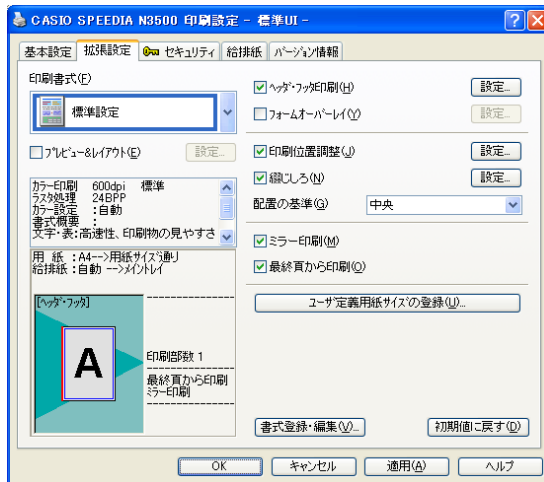 CASIO SPEEDIA N3500 印刷設定 - 標準UI -
基本設定 拡張設定 セキュリティ 給排紙 バージョン情報
印刷書式(F)
標準設定
プレビュー&レイアウト(E) 設定...
カラー印刷 600dpi 標準
ラスタ処理 24BPP
カラー設定 :自動
書式概要 :
文字・表:高速性、印刷物の見やすさ
用 紙 :A4-->用紙サイズ通り
給排紙 :自動 -->メイントレイ
[ヘッダ・フッタ]
A
印刷部数 1
最終頁から印刷
ミラー印刷
ヘッダ・フッタ印刷(H) 設定...
フォームオーバーレイ(Y) 設定...
印刷位置調整(J) 設定...
綴じしろ(N) 設定...
配置の基準(G) 中央
ミラー印刷(M)
最終頁から印刷(O)
ユーザ定義用紙サイズの登録(U)...
書式登録・編集(V)... 初期値に戻す(D)
OK キャンセル 適用(A) ヘルプ